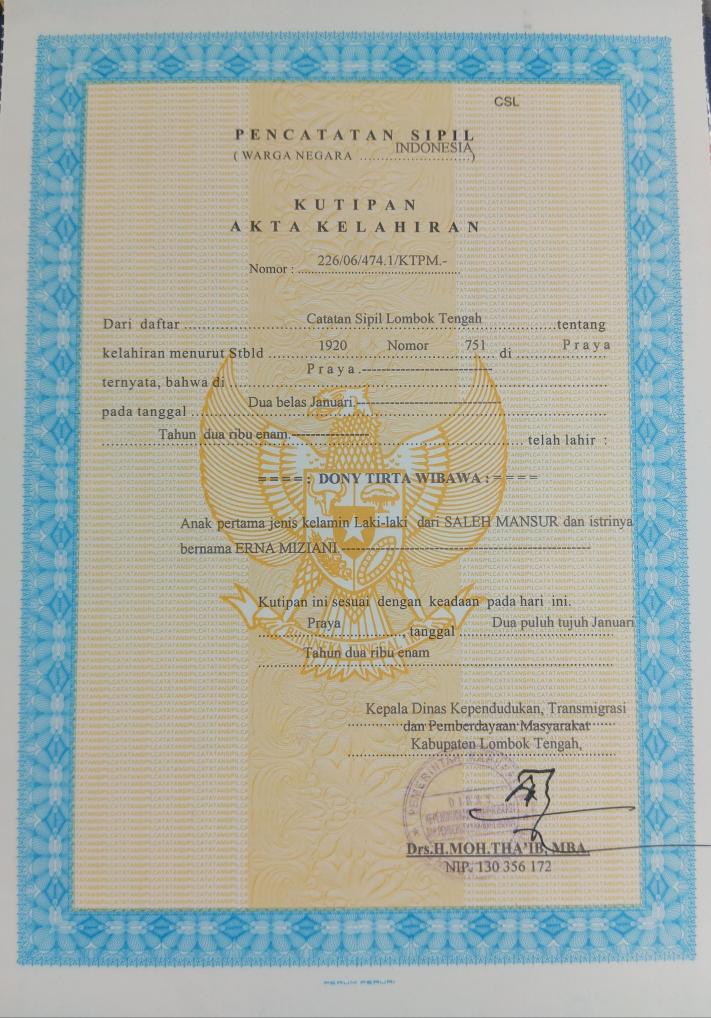 CSL
PENCATATAN SIPIL
( WARGA NEGARA INDONESIA )
KUTIPAN
AKTA KELAHIRAN
Nomor : 226/06/474.1/KTPM.-
Dari daftar Catatan Sipil Lombok Tengah tentang
kelahiran menurut Stbld 1920 Nomor 751 di Praya
ternyata, bahwa di Praya.---------------------------
pada tanggal Dua belas Januari.------------------------------
Tahun dua ribu enam.---------------- telah lahir :
==== : DONY TIRTA WIBAWA : ====
Anak pertama jenis kelamin Laki-laki dari SALEH MANSUR dan istrinya
bernama ERNA MIZIANI.--------------------------------------------------
Kutipan ini sesuai dengan keadaan pada hari ini.
Praya, tanggal Dua puluh tujuh Januari
Tahun dua ribu enam
Kepala Dinas Kependudukan, Transmigrasi
dan Pemberdayaan Masyarakat
Kabupaten Lombok Tengah,
PEMERINTAH
DINAS
Drs.H.MOH.THA'IB, MBA.
NIP. 130 356 172
PERUM PERURI